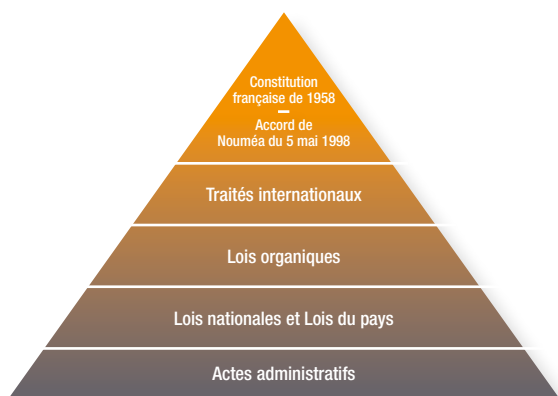 Constitution
française de 1958
Accord de
Nouméa du 5 mai 1998
Traités internationaux
Lois organiques
Lois nationales et Lois du pays
Actes administratifs